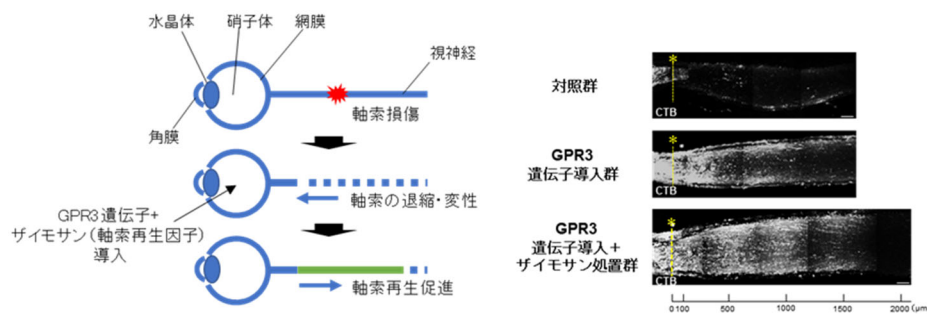 水晶体
硝子体
網膜
視神経
角膜
軸索損傷
軸索の退縮・変性
GPR3遺伝子+
ザイモサン(軸索再生因子)
導入
軸索再生促進
対照群
*
CTB
GPR3
遺伝子導入群
*
CTB
GPR3
遺伝子導入+
ザイモサン処置群
*
CTB
0 100 500 1000 1500 2000 (μm)